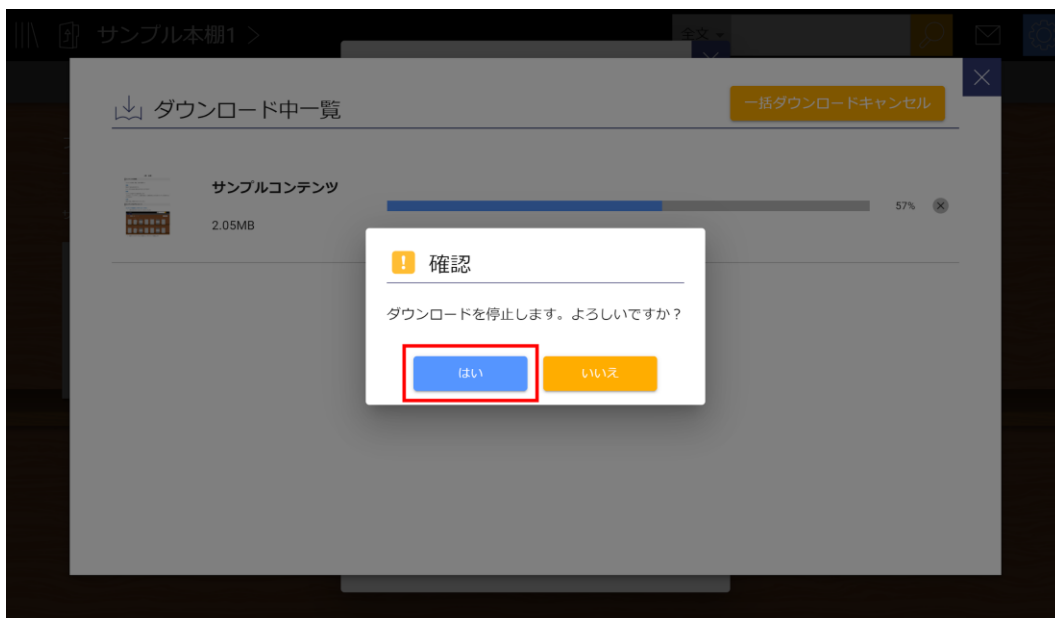 サンプル本棚1 >
全文
ダウンロード中一覧
一括ダウンロードキャンセル
サンプルコンテンツ
57%
2.05MB
確認
ダウンロードを停止します。よろしいですか？
はい
いいえ